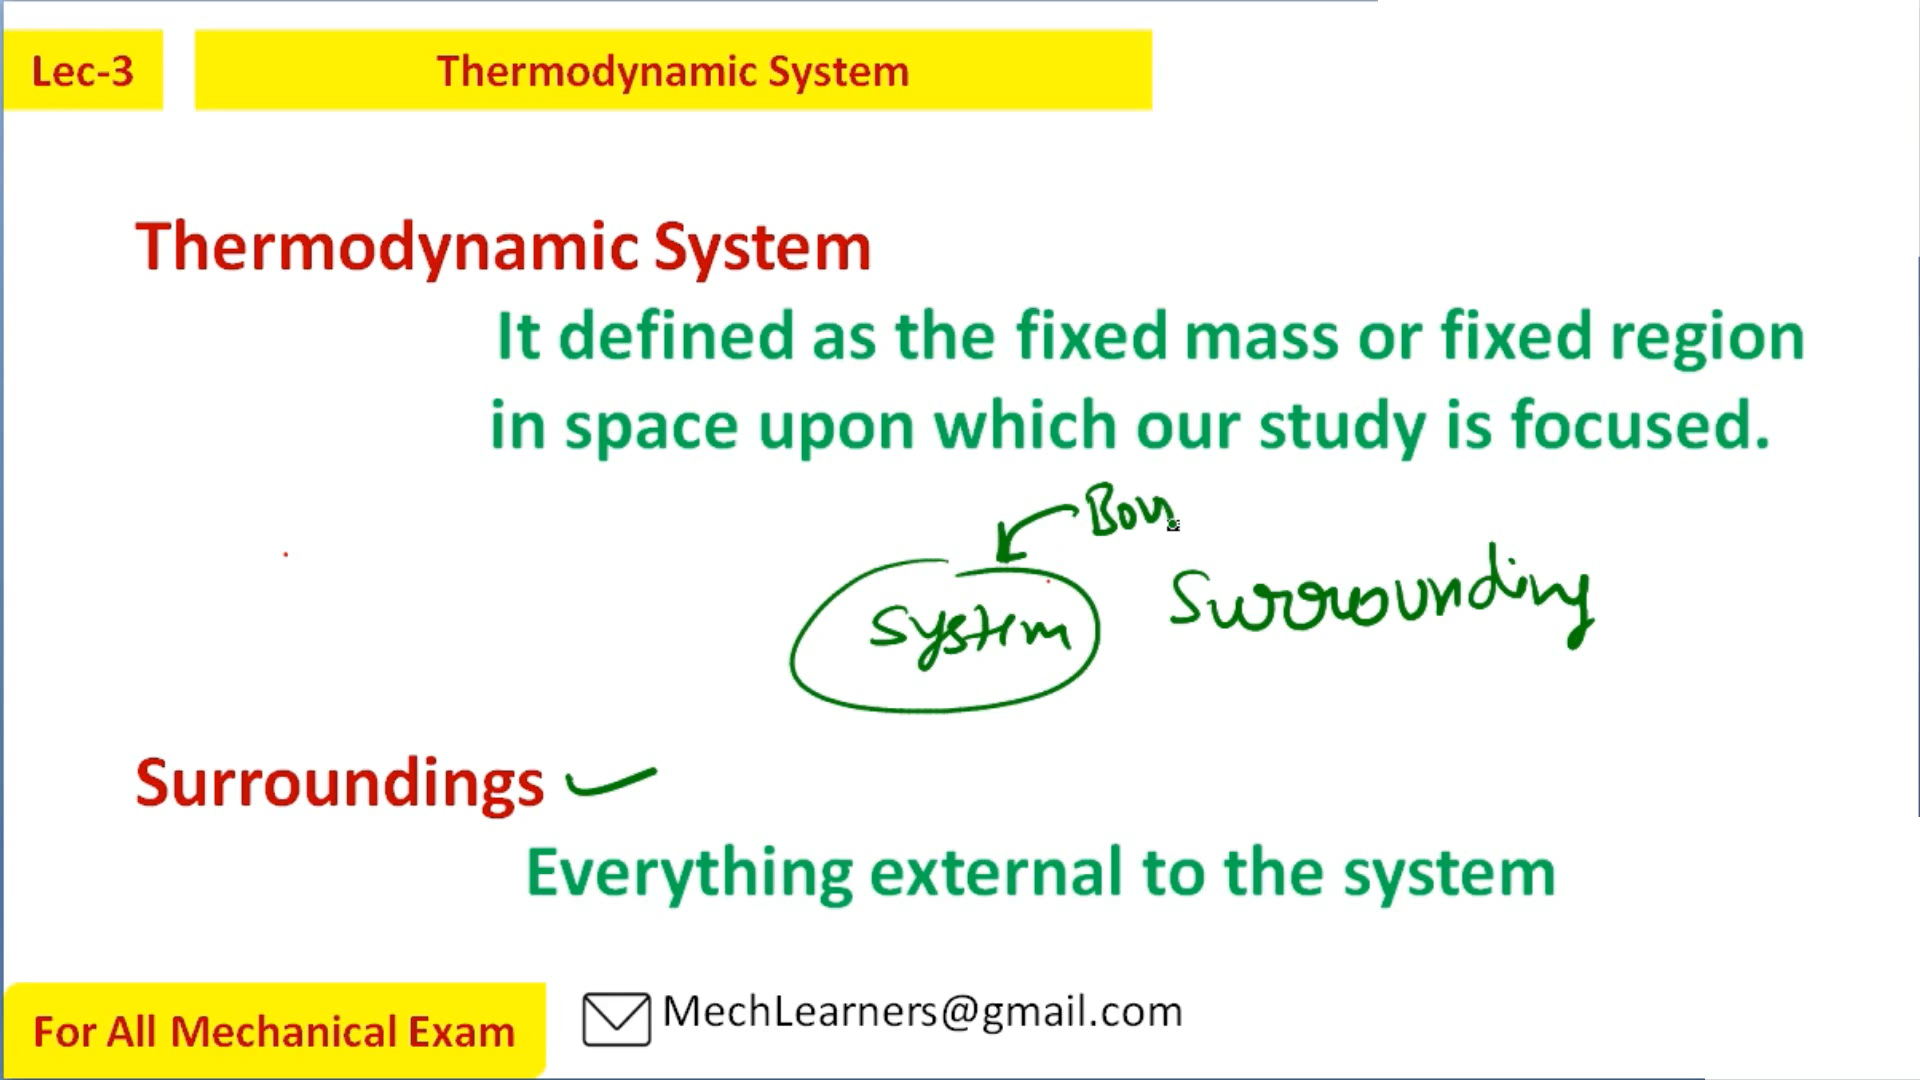 Lec-3
Thermodynamic System
Thermodynamic System
It defined as the fixed mass or fixed region
in space upon which our study is focused.
Boun
System
Surrounding
Surroundings
Everything external to the system
For All Mechanical Exam
MechLearners@gmail.com